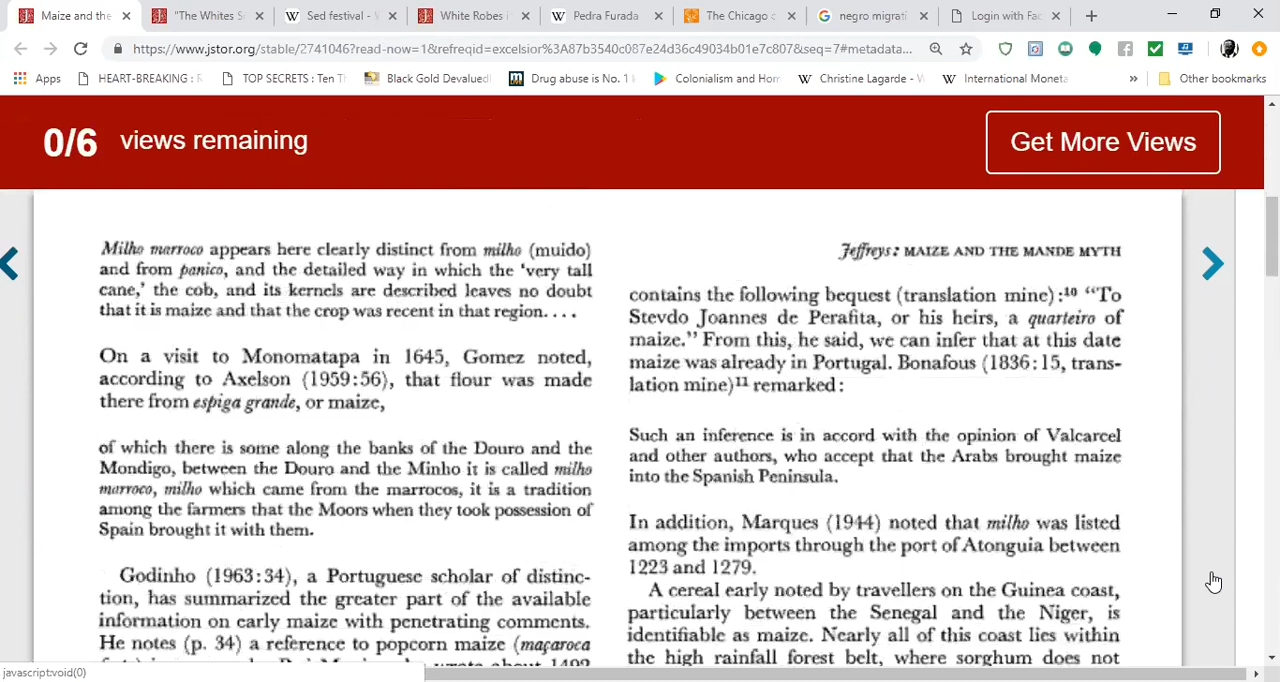 Maize and the
"The Whites S
Sed festival -
White Robes i
Pedra Furada
The Chicago
negro migrati
Login with Fac
https://www.jstor.org/stable/2741046?read-now=1&refreqid=excelsior%3A87b3540c087e24d36c49034b01e7c807&seq=7#metadata...
Apps
HEART-BREAKING :
TOP SECRETS : Ten
Black Gold Devalued
Drug abuse is No. 1
Colonialism and
Christine Lagarde -
International
»
Other bookmarks
0/6 views remaining
Get More Views
Milho marroco appears here clearly distinct from milho (muido)
and from panico, and the detailed way in which the 'very tall
cane,' the cob, and its kernels are described leaves no doubt
that it is maize and that the crop was recent in that region. . . .
On a visit to Monomatapa in 1645, Gomez noted,
according to Axelson (1959:56), that flour was made
there from espiga grande, or maize,
of which there is some along the banks of the Douro and the
Mondigo, between the Douro and the Minho it is called milho
marroco, milho which came from the marrocos, it is a tradition
among the farmers that the Moors when they took possession of
Spain brought it with them.
Godinho (1963:34), a Portuguese scholar of distinc-
tion, has summarized the greater part of the available
information on early maize with penetrating comments.
He notes (p. 34) a reference to popcorn maize (maçaroca
Jeffreys: MAIZE AND THE MANDE MYTH
contains the following bequest (translation mine):¹⁰ "To
Stevdo Joannes de Perafita, or his heirs, a quarteiro of
maize." From this, he said, we can infer that at this date
maize was already in Portugal. Bonafous (1836:15, trans-
lation mine)¹¹ remarked:
Such an inference is in accord with the opinion of Valcarcel
and other authors, who accept that the Arabs brought maize
into the Spanish Peninsula.
In addition, Marques (1944) noted that milho was listed
among the imports through the port of Atonguia between
1223 and 1279.
A cereal early noted by travellers on the Guinea coast,
particularly between the Senegal and the Niger, is
identifiable as maize. Nearly all of this coast lies within
the high rainfall forest belt, where sorghum does not
javascript:void(0)